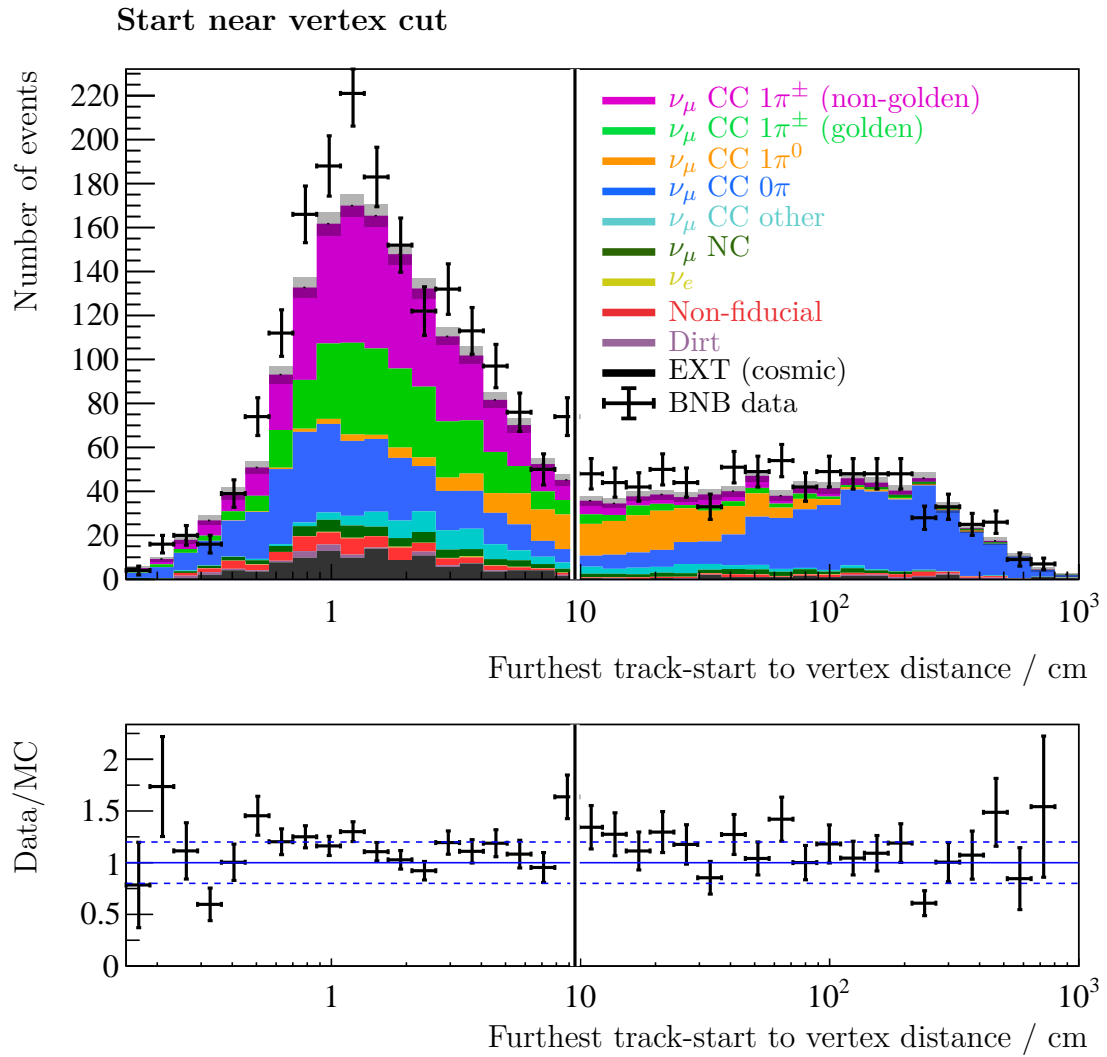 Start near vertex cut
Number of events
220
200
180
160
140
120
100
80
60
40
20
0
νμ CC 1π± (non-golden)
νμ CC 1π± (golden)
νμ CC 1π⁰
νμ CC 0π
νμ CC other
νμ NC
νe
Non-fiducial
Dirt
EXT (cosmic)
BNB data
1 10 10² 10³
Furthest track-start to vertex distance / cm
Data/MC
2
1.5
1
0.5
0
1 10 10² 10³
Furthest track-start to vertex distance / cm